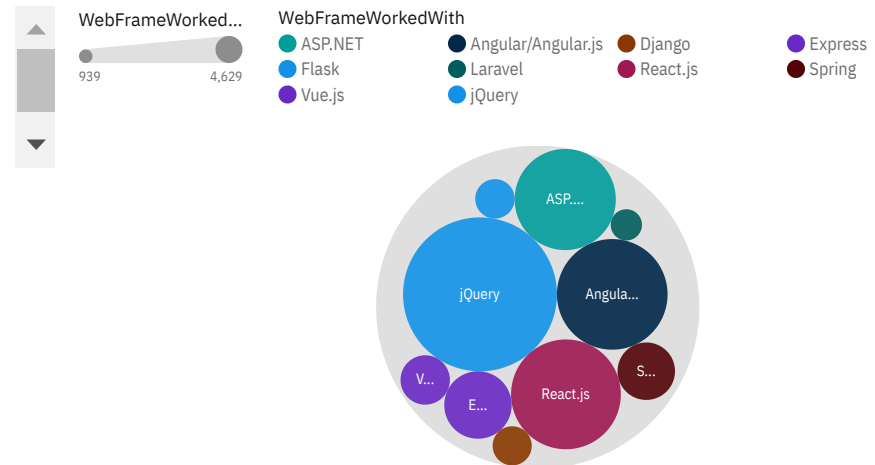 WebFrameWorked...
939 4,629
WebFrameWorkedWith
ASP.NET Angular/Angular.js Django Express
Flask Laravel React.js Spring
Vue.js jQuery
ASP....
jQuery Angula...
V... E... React.js S...